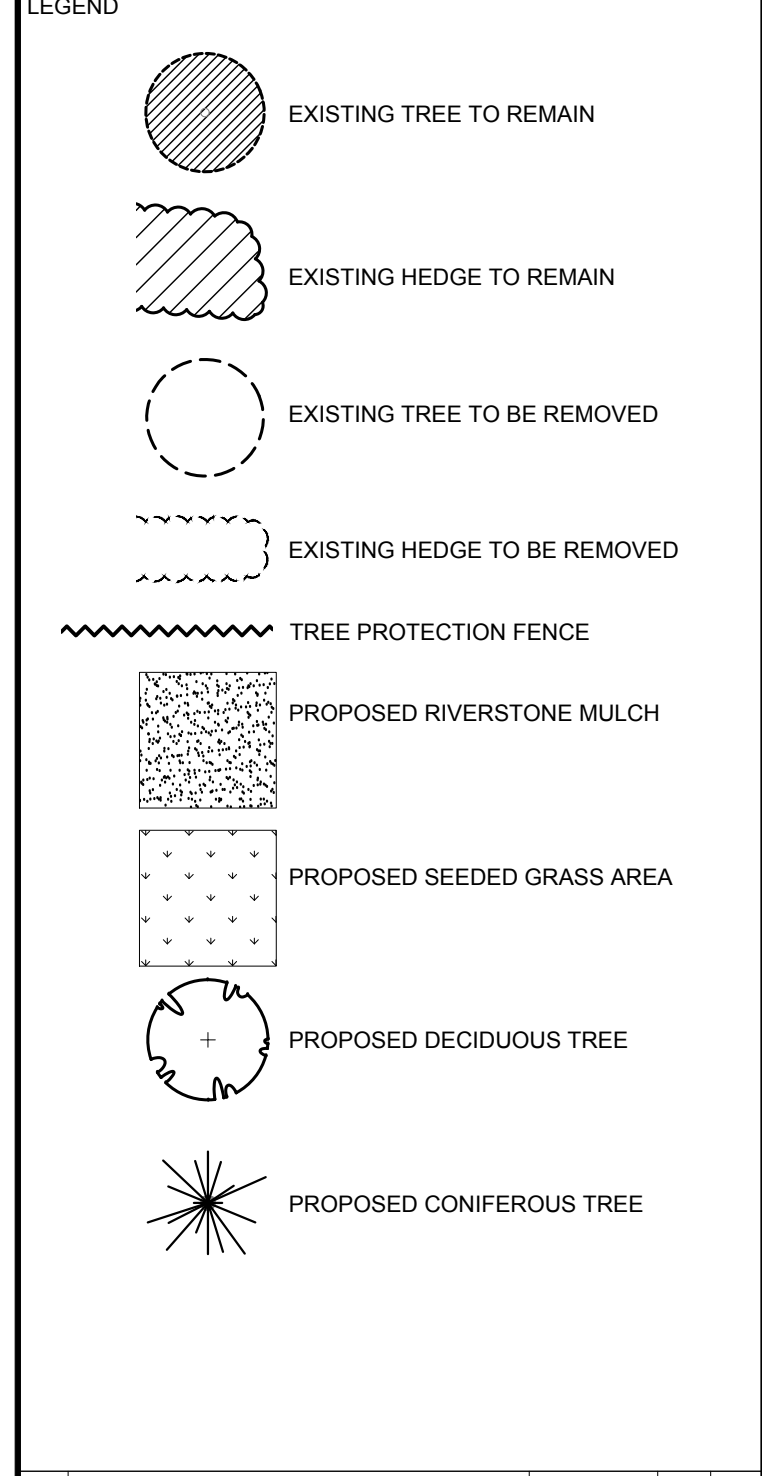 LEGEND
EXISTING TREE TO REMAIN
EXISTING HEDGE TO REMAIN
EXISTING TREE TO BE REMOVED
EXISTING HEDGE TO BE REMOVED
TREE PROTECTION FENCE
PROPOSED RIVERSTONE MULCH
PROPOSED SEEDED GRASS AREA
PROPOSED DECIDUOUS TREE
PROPOSED CONIFEROUS TREE